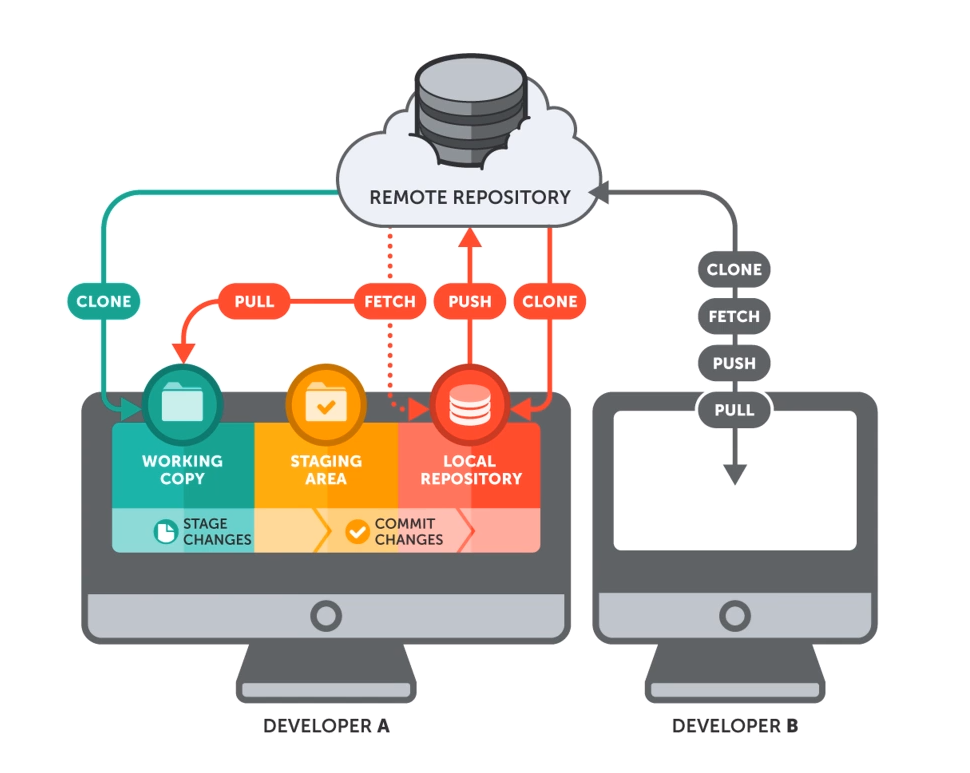 REMOTE REPOSITORY
CLONE
PULL
FETCH
PUSH
CLONE
CLONE
FETCH
PUSH
PULL
WORKING
COPY
STAGING
AREA
LOCAL
REPOSITORY
STAGE
CHANGES
COMMIT
CHANGES
DEVELOPER A
DEVELOPER B